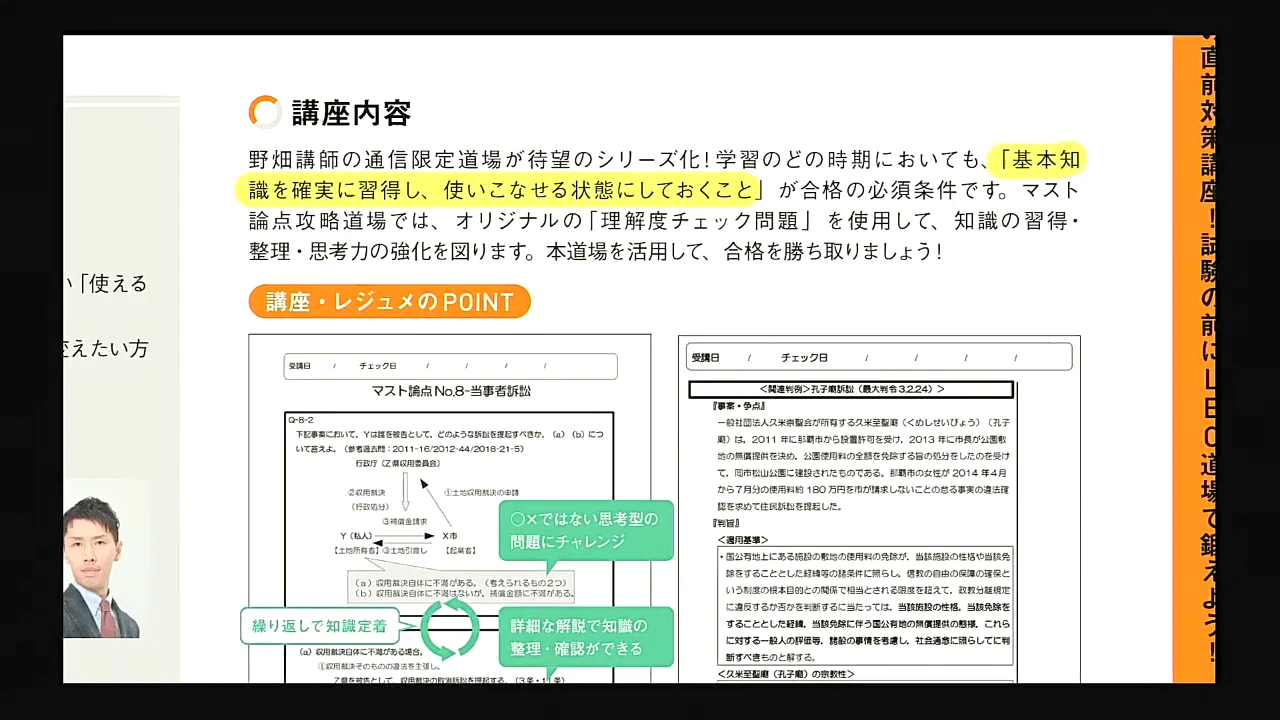 講座内容
野畑講師の通信限定道場が待望のシリーズ化！学習のどの時期においても、「基本知
識を確実に習得し、使いこなせる状態にしておくこと」が合格の必須条件です。マスト
論点攻略道場では、オリジナルの「理解度チェック問題」を使用して、知識の習得・
整理・思考力の強化を図ります。本道場を活用して、合格を勝ち取りましょう！
い「使える
変えたい方
講座・レジュメのPOINT
受講日 / チェック日 / / / /
マスト論点No.8-当事者訴訟
Q-8-2
下記事案において、Yは誰を被告として、どのような訴訟を提起すべきか、（a）（b）につ
いて答えよ。（参考過去問：2011-16/2012-44/2018-21-5）
行政庁（Z県収用委員会）
②収用裁決
（行政処分）
①土地収用裁決の申請
③補償金請求
Y（私人）
X市
【土地所有者】
③土地引渡し
【起業者】
（a）収用裁決自体に不満がある。（考えられるもの2つ）
（b）収用裁決自体に不満はないが、補償金額に不満がある。
○×ではない思考型の
問題にチャレンジ
繰り返しで知識定着
詳細な解説で知識の
整理・確認ができる
（a）収用裁決自体に不満がある場合。
①収用裁決そのものの違法を主張し、
Z県を被告として、収用裁決の取消訴訟を提起する。（3条・11条）
受講日 / チェック日 / / / /
＜関連判例＞孔子廟訴訟（最大判令3.2.24）＞
『事案・争点』
一般社団法人久米崇聖会が所有する久米至聖廟（くめしせいびょう）（孔子
廟）は、2011年に那覇市から設置許可を受け、2013年に市長が公園敷
地の無償提供を決め、公園使用料の全額を免除する旨の処分をしたのを受け
て、同市松山公園に建設されたものである。那覇市の女性が2014年4月
から7月分の使用料約180万円を市が請求しないことの怠る事実の違法確
認を求めて住民訴訟を提起した。
『判旨』
＜適用基準＞
・国公有地上にある施設の敷地の使用料の免除が、当該施設の性格や当該免
除をすることとした経緯等の諸条件に照らし、信教の自由の保障の確保と
いう制度の根本目的との関係で相当とされる限度を超えて、政教分離規定
に違反するか否かを判断するに当たっては、当該施設の性格、当該免除を
することとした経緯、当該免除に伴う国公有地の無償提供の態様、これら
に対する一般人の評価等、諸般の事情を考慮し、社会通念に照らして総合判
断すべきものと解する。
＜久米至聖廟（孔子廟）の宗教性＞
直前対策講座！試験の前にLEC道場で鍛えよう！